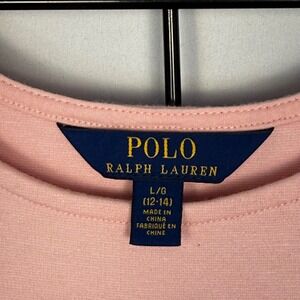 POLO
RALPH LAUREN
L/G
(12-14)
MADE IN
CHINA
FABRIQUÉ EN
CHINE